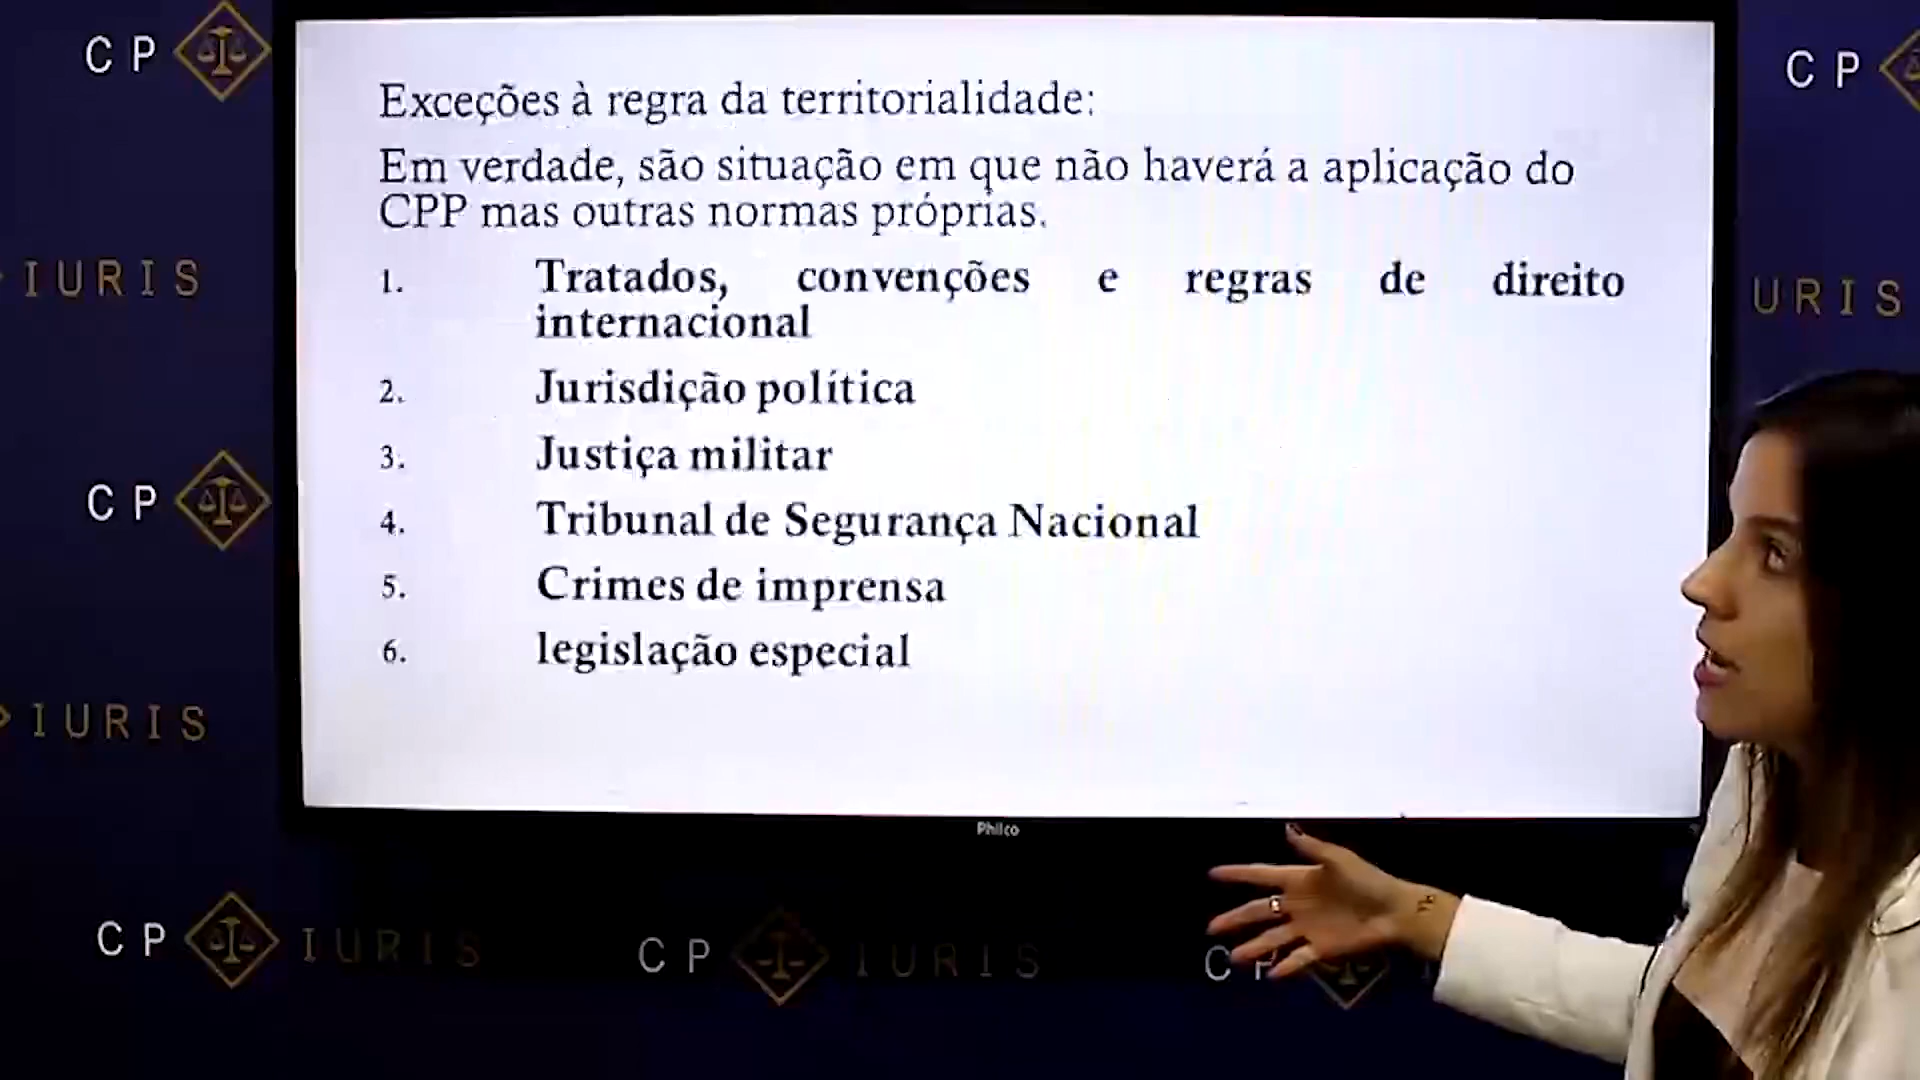 Exceções à regra da territorialidade:
Em verdade, são situação em que não haverá a aplicação do
CPP mas outras normas próprias.
1. Tratados, convenções e regras de direito
internacional
2. Jurisdição política
3. Justiça militar
4. Tribunal de Segurança Nacional
5. Crimes de imprensa
6. legislação especial
Philco
CP
CP
IURIS
URIS
CP
IURIS
CP IURIS
CP IURIS
CP